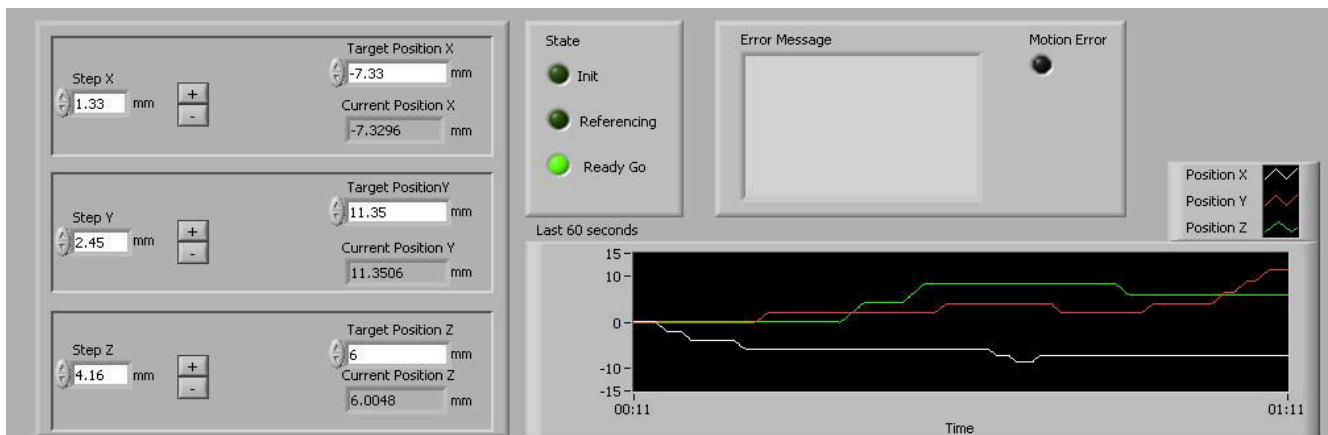 Step X
1.33 mm
+
-
Target Position X
-7.33 mm
Current Position X
-7.3296 mm
Step Y
2.45 mm
+
-
Target PositionY
11.35 mm
Current Position Y
11.3506 mm
Step Z
4.16 mm
+
-
Target Position Z
6 mm
Current Position Z
6.0048 mm
State
Init
Referencing
Ready Go
Error Message
Motion Error
Position X
Position Y
Position Z
Last 60 seconds
15
10
0
-10
-15
00:11 01:11
Time